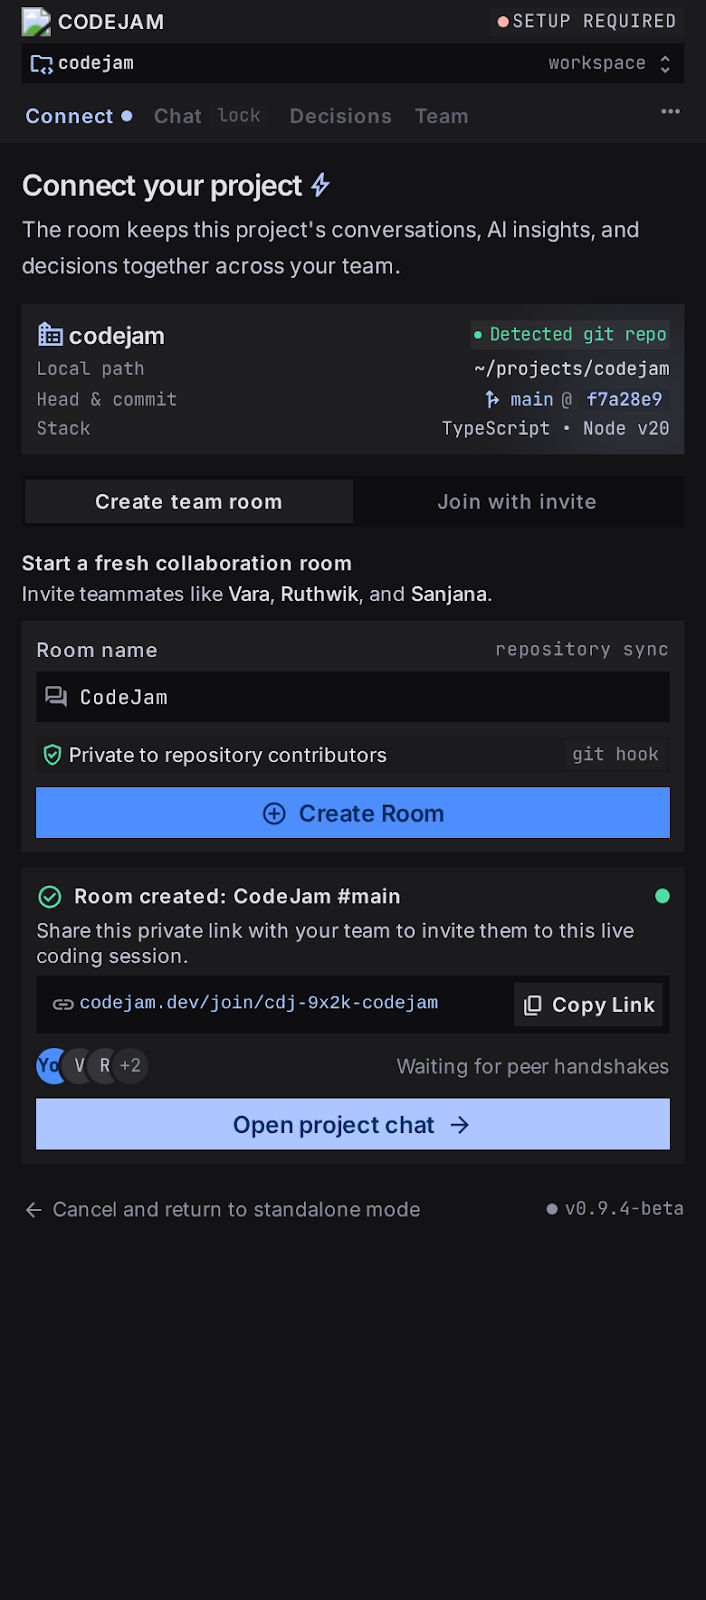 CODEJAM SETUP REQUIRED
codejam workspace
Connect Chat lock Decisions Team
Connect your project
The room keeps this project's conversations, AI insights, and
decisions together across your team.
codejam Detected git repo
Local path ~/projects/codejam
Head & commit main @ f7a28e9
Stack TypeScript • Node v20
Create team room Join with invite
Start a fresh collaboration room
Invite teammates like Vara, Ruthwik, and Sanjana.
Room name repository sync
CodeJam
Private to repository contributors git hook
Create Room
Room created: CodeJam #main
Share this private link with your team to invite them to this live
coding session.
codejam.dev/join/cdj-9x2k-codejam Copy Link
Yo V R +2 Waiting for peer handshakes
Open project chat →
← Cancel and return to standalone mode v0.9.4-beta